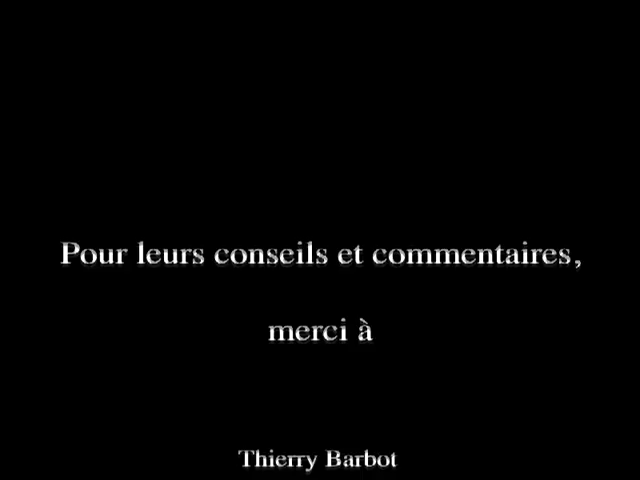 Pour leurs conseils et commentaires,
merci à
Thierry Barbot